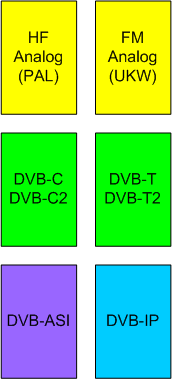 HF
Analog
(PAL)
FM
Analog
(UKW)
DVB-C
DVB-C2
DVB-T
DVB-T2
DVB-ASI
DVB-IP